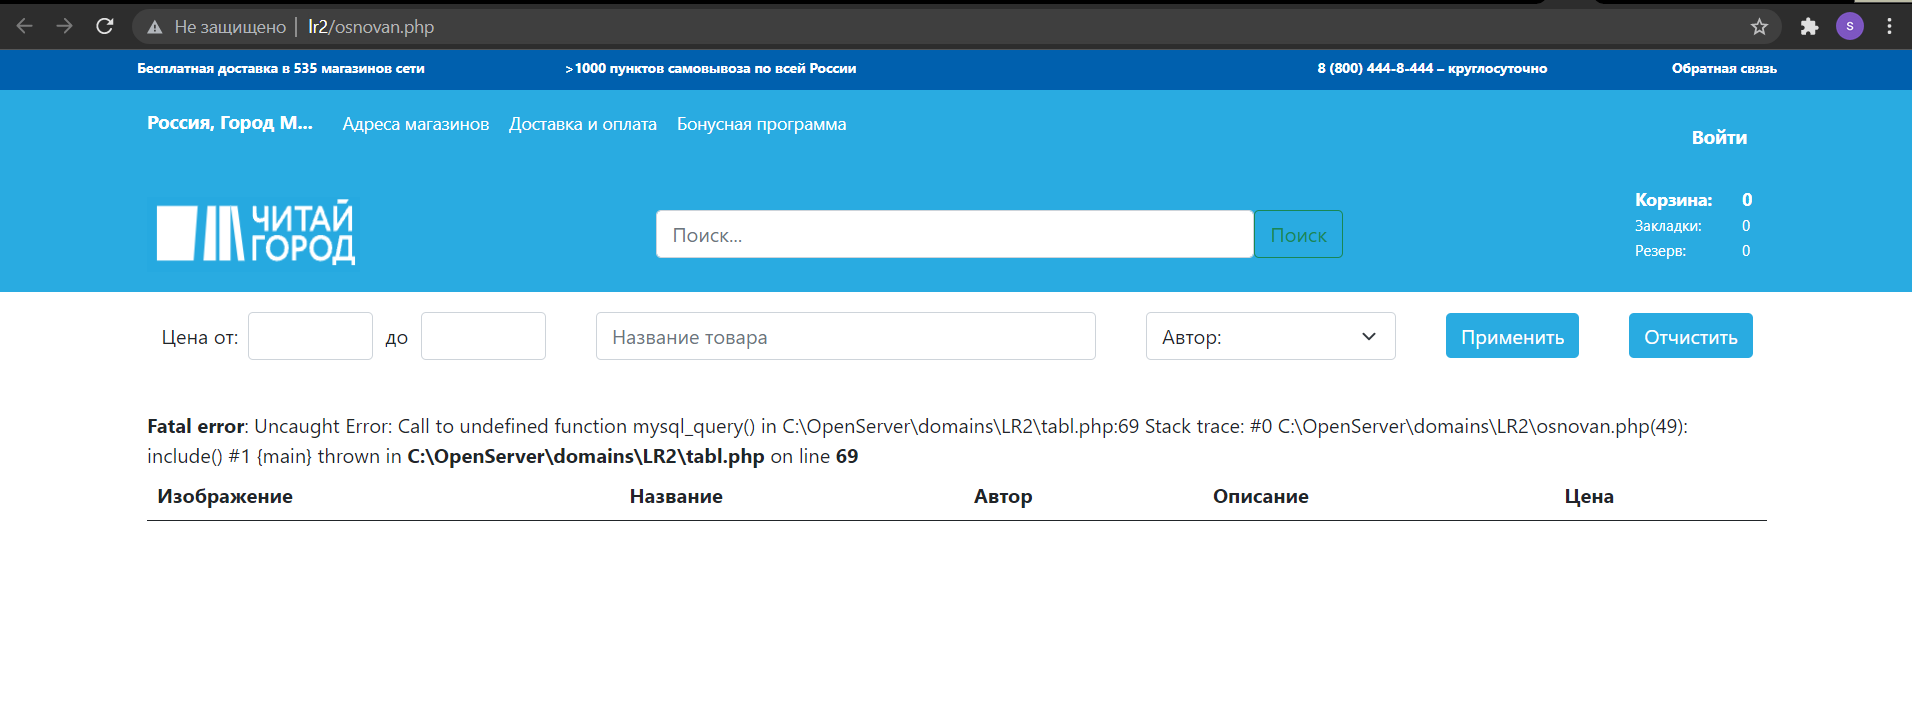 Не защищено | lr2/osnovan.php
S
Бесплатная доставка в 535 магазинов сети >1000 пунктов самовывоза по всей России 8 (800) 444-8-444 – круглосуточно Обратная связь
Россия, Город М... Адреса магазинов Доставка и оплата Бонусная программа
Войти
ЧИТАЙ
ГОРОД
Поиск... Поиск
Корзина: 0
Закладки: 0
Резерв: 0
Цена от: до Название товара Автор: Применить Отчистить
Fatal error: Uncaught Error: Call to undefined function mysql_query() in C:\OpenServer\domains\LR2\tabl.php:69 Stack trace: #0 C:\OpenServer\domains\LR2\osnovan.php(49):
include() #1 {main} thrown in C:\OpenServer\domains\LR2\tabl.php on line 69
Изображение Название Автор Описание Цена